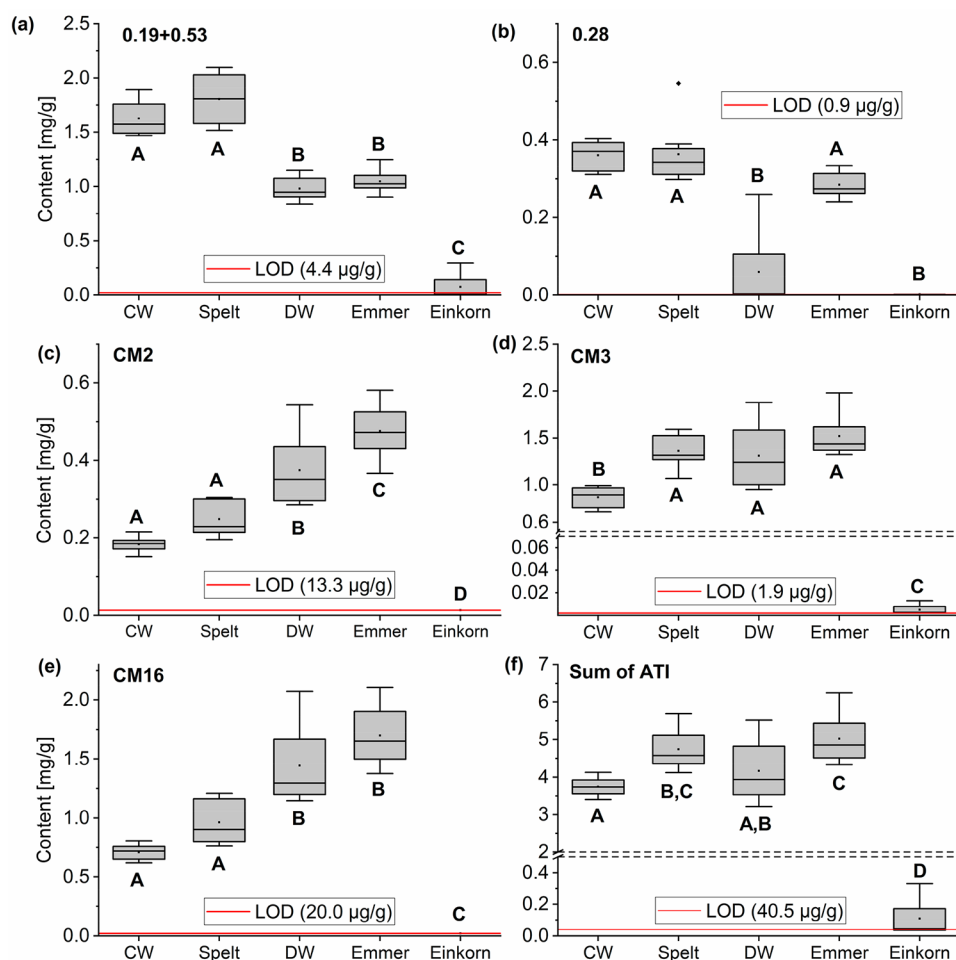 (a)
0.19+0.53
Content [mg/g]
2.5
2.0
1.5
1.0
0.5
0.0
A
A
B
B
C
LOD (4.4 µg/g)
CW Spelt DW Emmer Einkorn
(b)
0.28
0.6
0.4
0.2
0.0
LOD (0.9 µg/g)
A
A
B
A
B
CW Spelt DW Emmer Einkorn
(c)
CM2
Content [mg/g]
0.6
0.4
0.2
0.0
A
A
B
C
D
LOD (13.3 µg/g)
CW Spelt DW Emmer Einkorn
(d)
CM3
2.5
2.0
1.5
1.0
0.6
0.06
0.04
0.02
B
A
A
A
C
LOD (1.9 µg/g)
CW Spelt DW Emmer Einkorn
(e)
CM16
Content [mg/g]
2.0
1.5
1.0
0.5
0.0
A
A
B
B
C
LOD (20.0 µg/g)
CW Spelt DW Emmer Einkorn
(f)
Sum of ATI
7
6
5
4
3
2
0.4
0.2
0.0
A
B,C
A,B
C
D
LOD (40.5 µg/g)
CW Spelt DW Emmer Einkorn